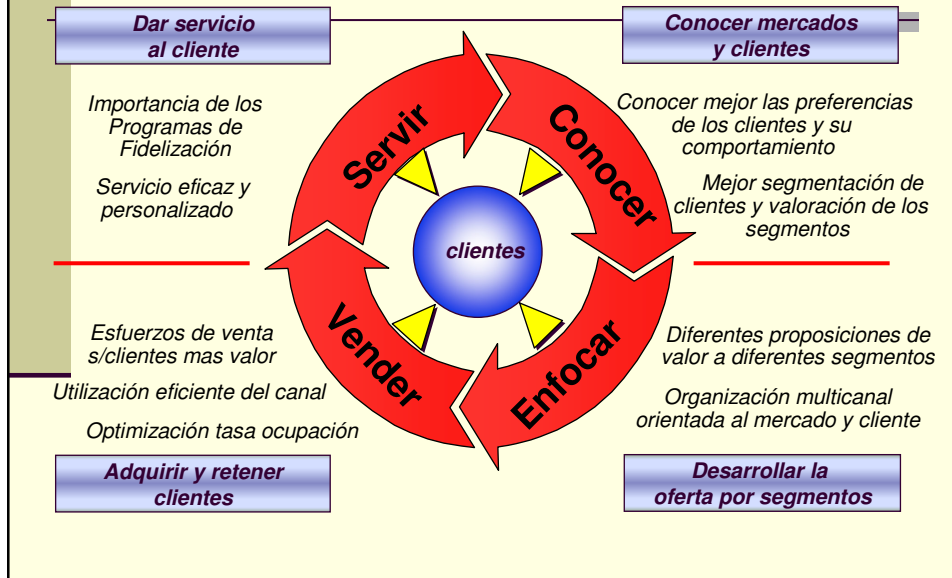 Dar servicio
al cliente
Conocer mercados
y clientes
Importancia de los
Programas de
Fidelización
Servicio eficaz y
personalizado
Servir
Conocer
Conocer mejor las preferencias
de los clientes y su
comportamiento
Mejor segmentación de
clientes y valoración de los
segmentos
clientes
Esfuerzos de venta
s/clientes mas valor
Utilización eficiente del canal
Optimización tasa ocupación
Vender
Enfocar
Diferentes proposiciones de
valor a diferentes segmentos
Organización multicanal
orientada al mercado y cliente
Adquirir y retener
clientes
Desarrollar la
oferta por segmentos